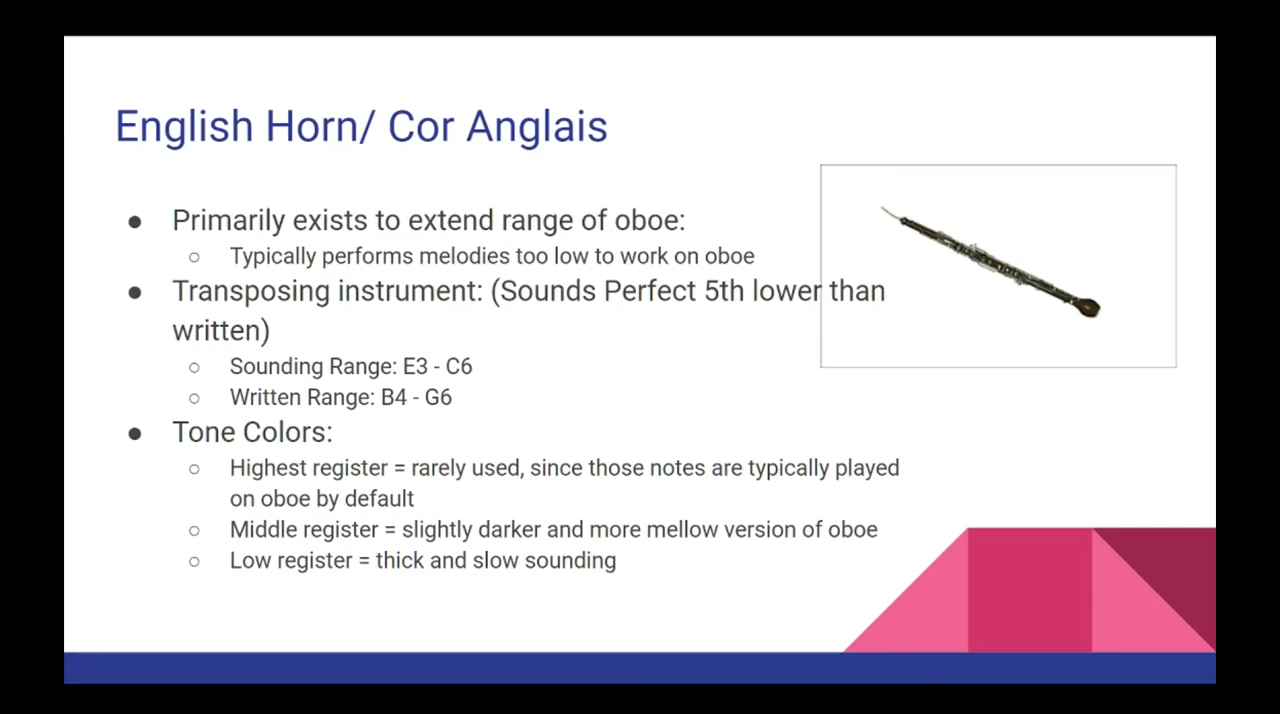 English Horn/ Cor Anglais
● Primarily exists to extend range of oboe:
○ Typically performs melodies too low to work on oboe
● Transposing instrument: (Sounds Perfect 5th lower than
written)
○ Sounding Range: E3 - C6
○ Written Range: B4 - G6
● Tone Colors:
○ Highest register = rarely used, since those notes are typically played
on oboe by default
○ Middle register = slightly darker and more mellow version of oboe
○ Low register = thick and slow sounding